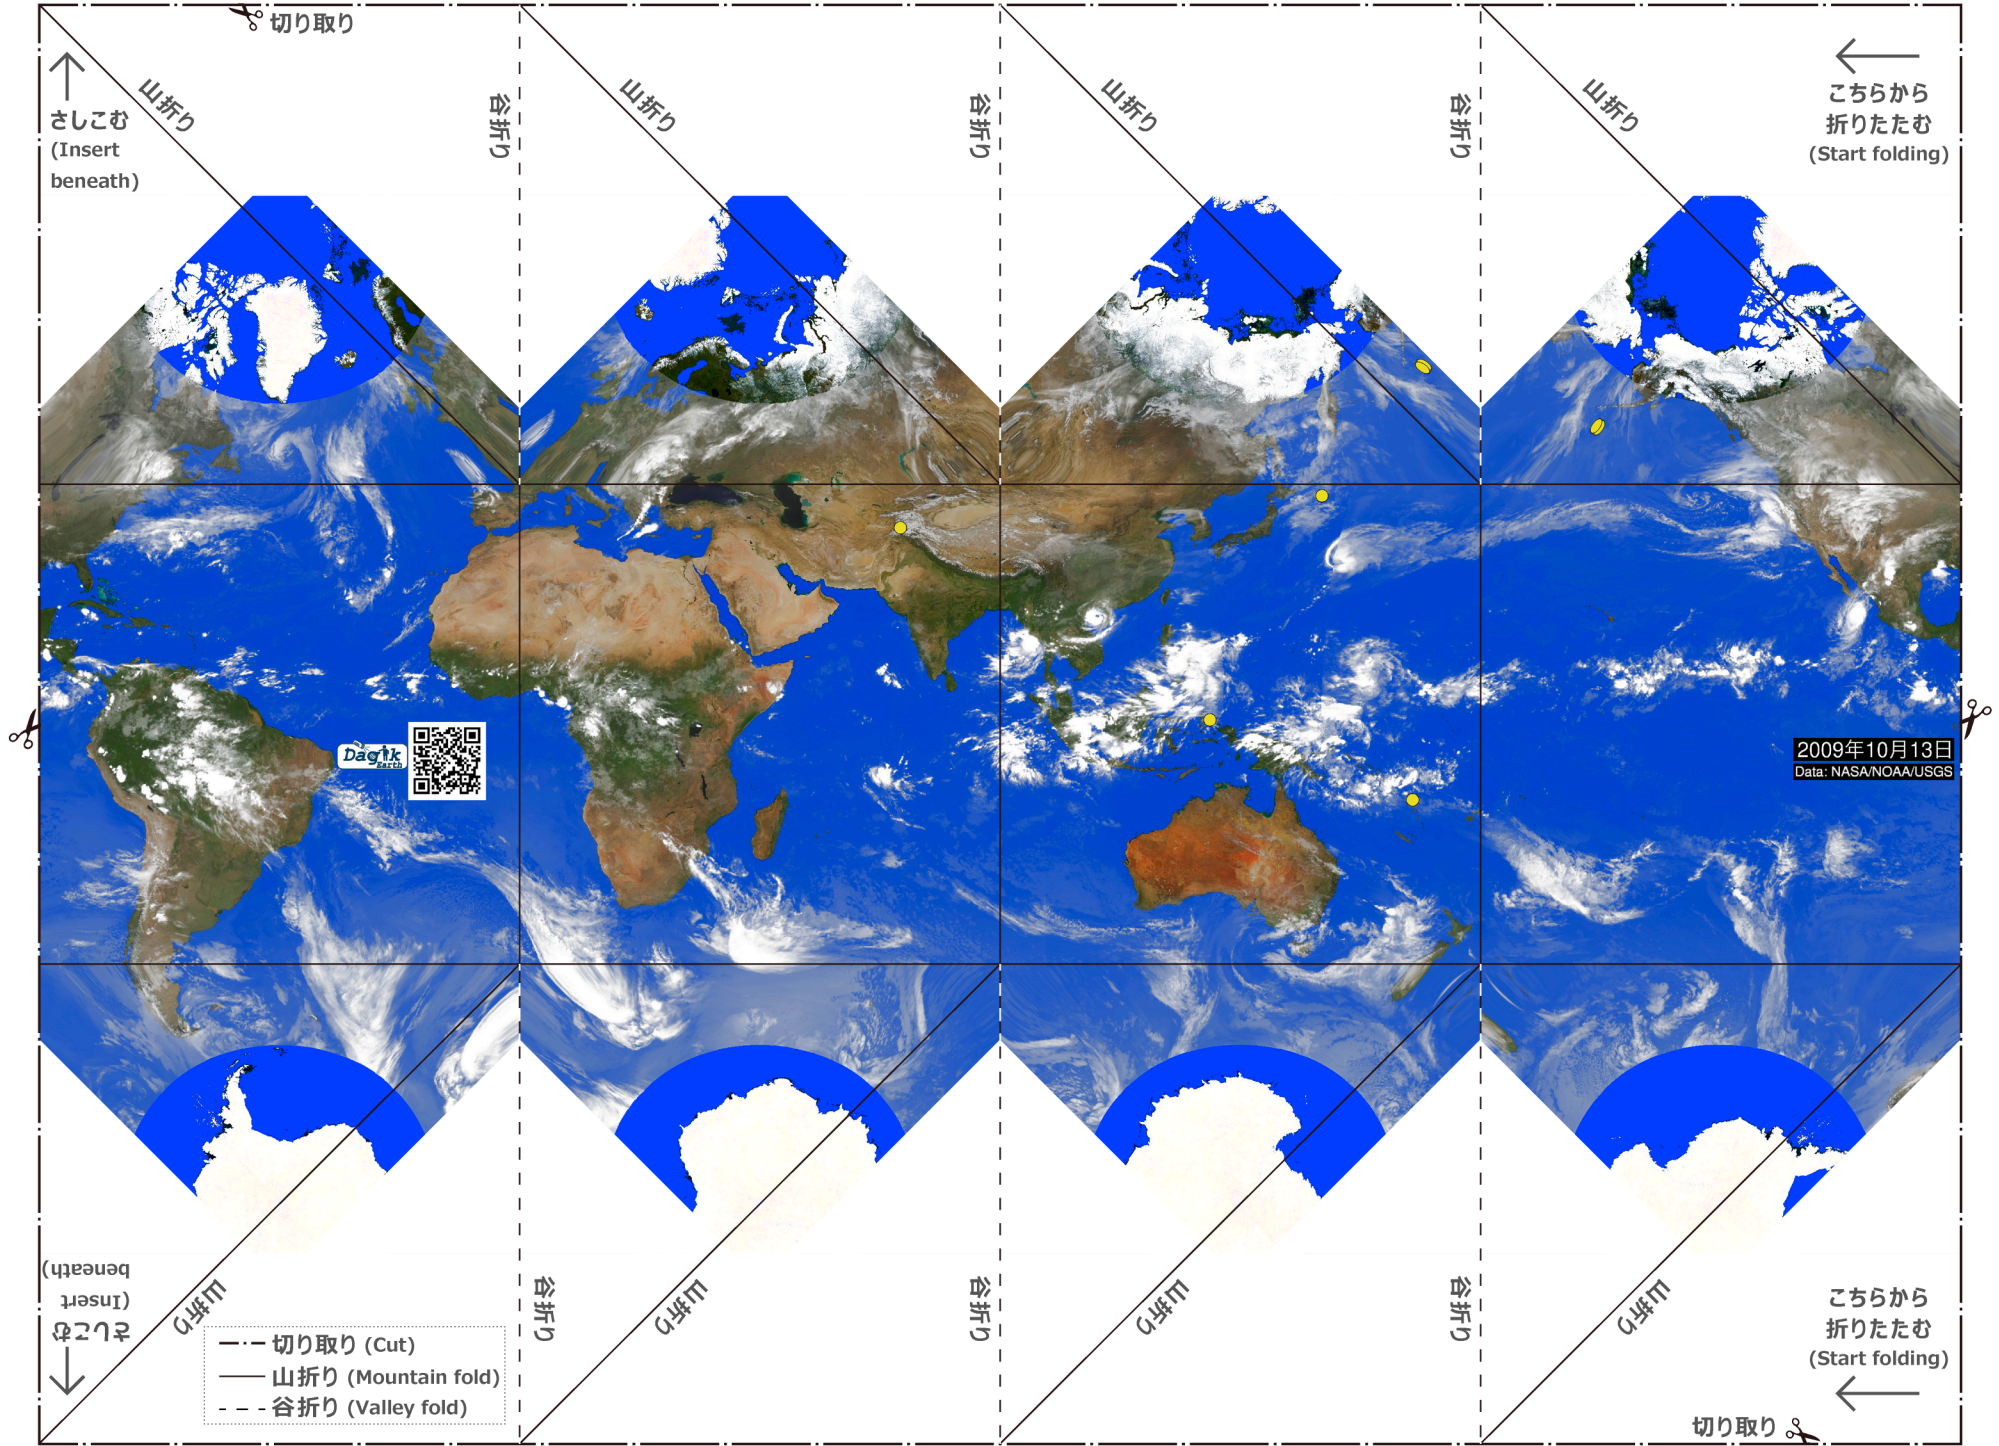 切り取り
山折り
谷折り
山折り
谷折り
山折り
谷折り
山折り
さしこむ
(Insert
beneath)
こちらから
折りたたむ
(Start folding)
Dagik
Earth
2009年10月13日
Data: NASA/NOAA/USGS
さしこむ
(Insert
beneath)
山折り
谷折り
山折り
谷折り
山折り
谷折り
山折り
こちらから
折りたたむ
(Start folding)
切り取り (Cut)
山折り (Mountain fold)
谷折り (Valley fold)
切り取り